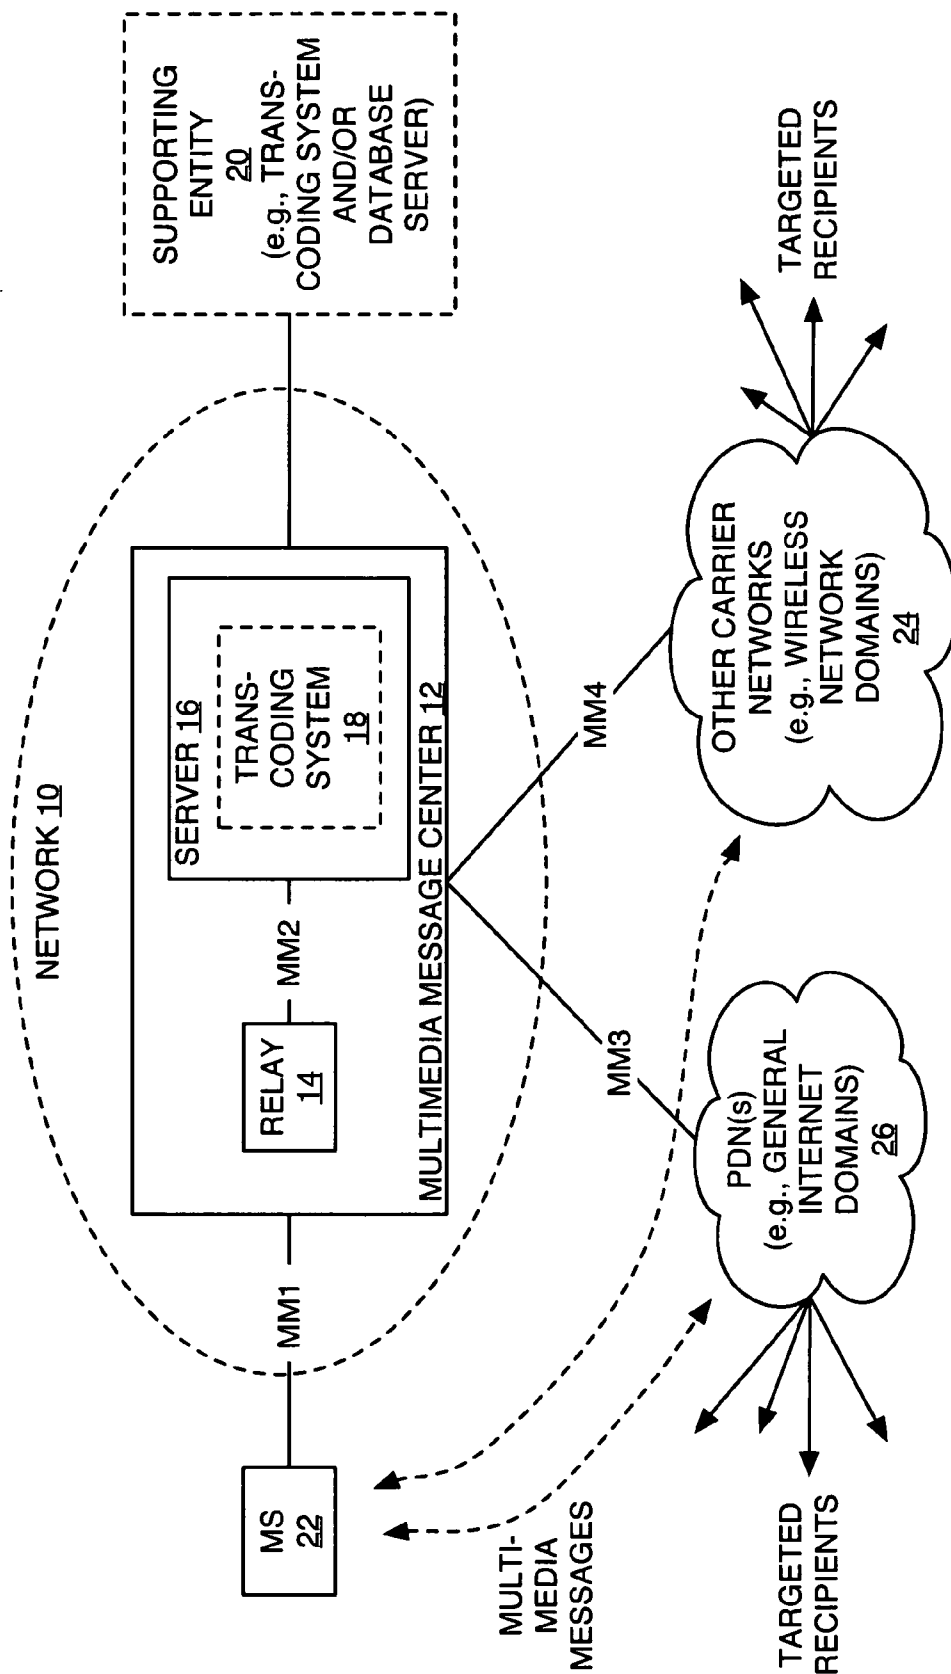 NETWORK 10
SUPPORTING
ENTITY
20
(e.g., TRANS-
CODING SYSTEM
AND/OR
DATABASE
SERVER)
MS
22
MM1
RELAY
14
MM2
SERVER 16
TRANS-
CODING
SYSTEM
18
MULTIMEDIA MESSAGE CENTER 12
MULTI-
MEDIA
MESSAGES
MM3
MM4
PDN(s)
(e.g., GENERAL
INTERNET
DOMAINS)
26
OTHER CARRIER
NETWORKS
(e.g., WIRELESS
NETWORK
DOMAINS)
24
TARGETED
RECIPIENTS
TARGETED
RECIPIENTS